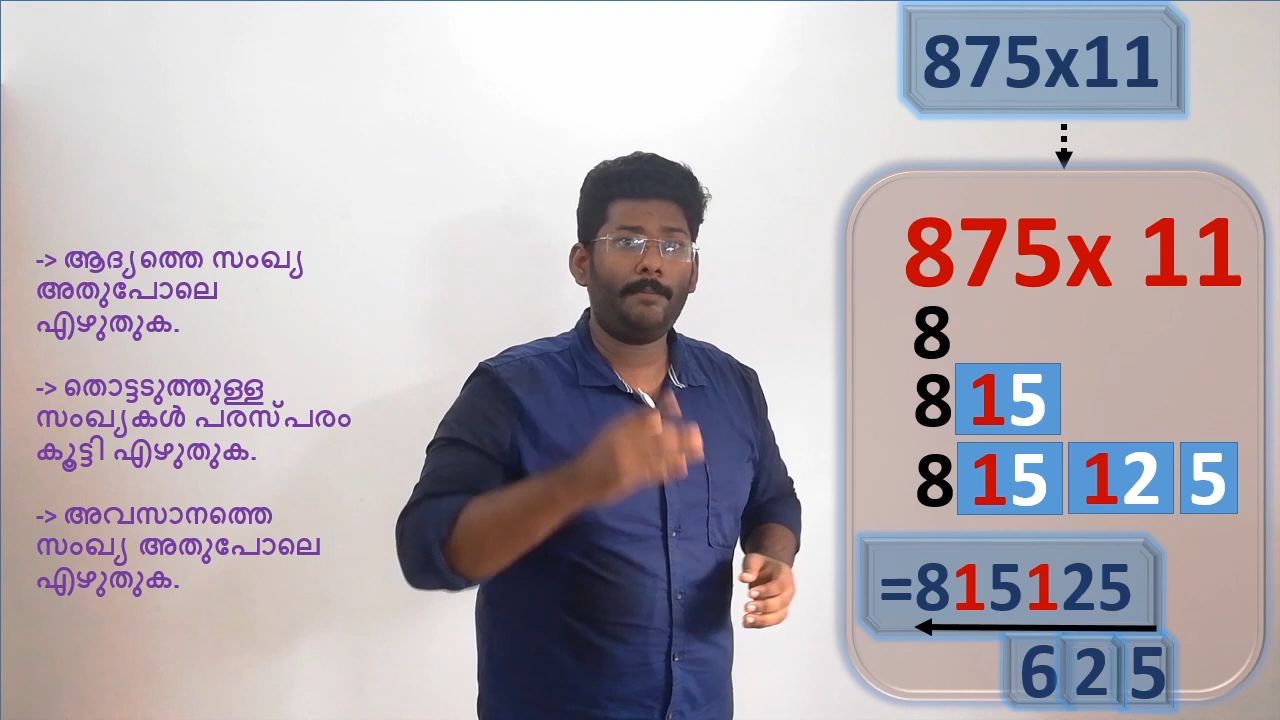 875x11
-> ആദ്യത്തെ സംഖ്യ
അതുപോലെ
എഴുതുക.
-> തൊട്ടടുത്തുള്ള
സംഖ്യകൾ പരസ്പരം
കൂട്ടി എഴുതുക.
-> അവസാനത്തെ
സംഖ്യ അതുപോലെ
എഴുതുക.
875x 11
8
8 15
8 15 12 5
=815125
6 2 5